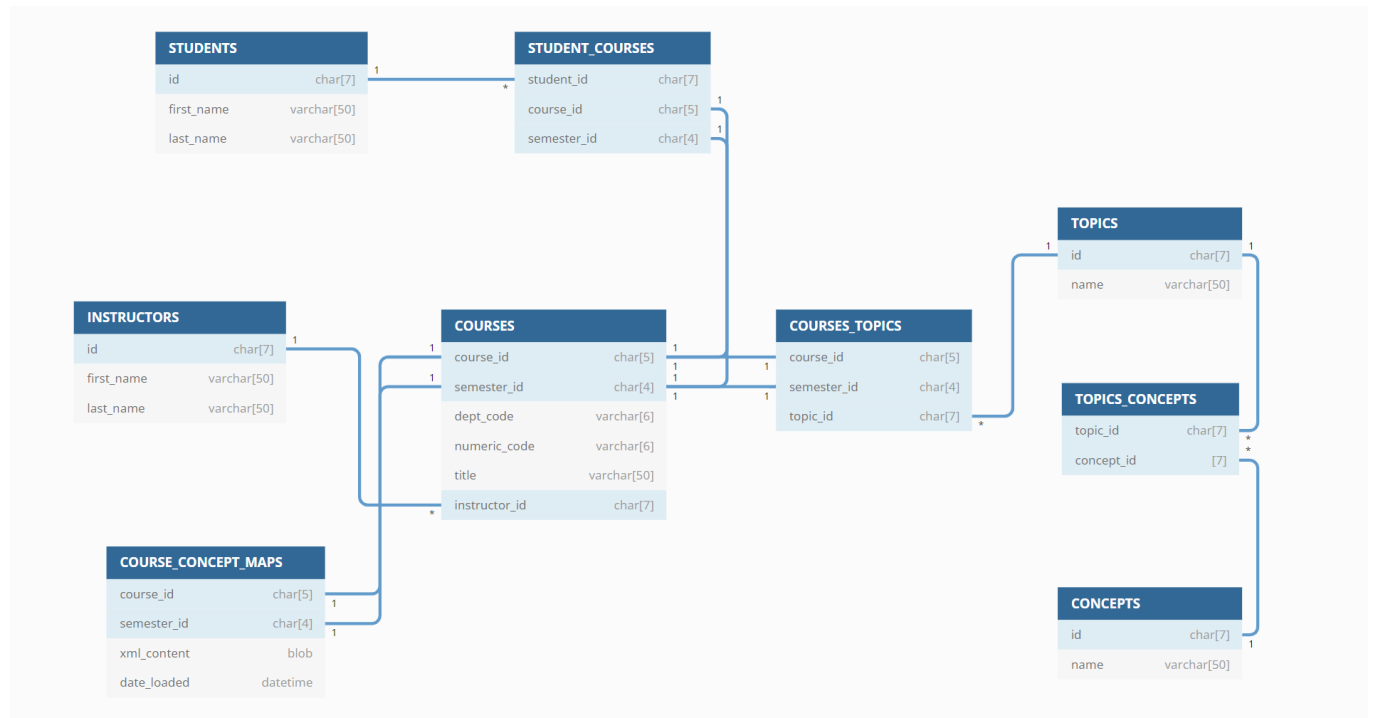 STUDENTS
id char[7]
first_name varchar[50]
last_name varchar[50]
1
*
STUDENT_COURSES
student_id char[7]
course_id char[5]
semester_id char[4]
1
1
TOPICS
id char[7]
name varchar[50]
1
1
INSTRUCTORS
id char[7]
first_name varchar[50]
last_name varchar[50]
1
COURSES
course_id char[5]
semester_id char[4]
dept_code varchar[6]
numeric_code varchar[6]
title varchar[50]
instructor_id char[7]
1
1
*
1
1
1
1
COURSES_TOPICS
course_id char[5]
semester_id char[4]
topic_id char[7]
1
1
*
TOPICS_CONCEPTS
topic_id char[7]
concept_id [7]
*
*
COURSE_CONCEPT_MAPS
course_id char[5]
semester_id char[4]
xml_content blob
date_loaded datetime
1
1
CONCEPTS
id char[7]
name varchar[50]
1